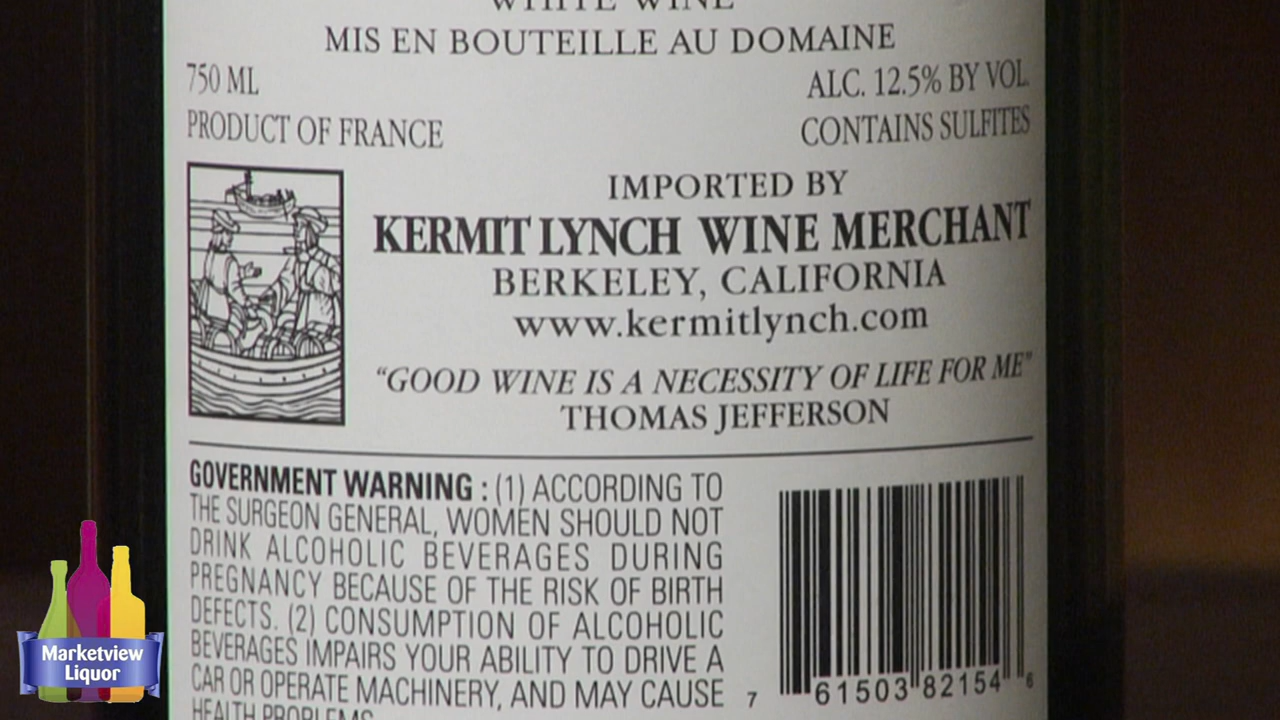 WHITE WINE
MIS EN BOUTEILLE AU DOMAINE
750 ML
ALC. 12.5% BY VOL.
PRODUCT OF FRANCE
CONTAINS SULFITES
IMPORTED BY
KERMIT LYNCH WINE MERCHANT
BERKELEY, CALIFORNIA
www.kermitlynch.com
"GOOD WINE IS A NECESSITY OF LIFE FOR ME"
THOMAS JEFFERSON
GOVERNMENT WARNING : (1) ACCORDING TO
THE SURGEON GENERAL, WOMEN SHOULD NOT
DRINK ALCOHOLIC BEVERAGES DURING
PREGNANCY BECAUSE OF THE RISK OF BIRTH
DEFECTS. (2) CONSUMPTION OF ALCOHOLIC
BEVERAGES IMPAIRS YOUR ABILITY TO DRIVE A
CAR OR OPERATE MACHINERY, AND MAY CAUSE
HEALTH PROBLEMS.
7 61503 82154 6
Marketview
Liquor